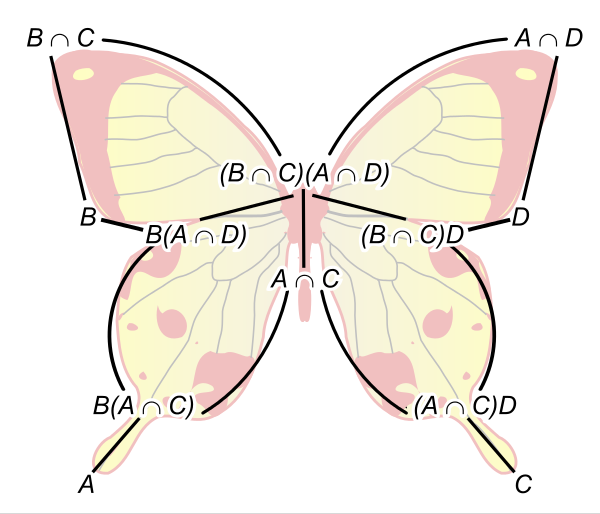 B ∩ C
A ∩ D
(B ∩ C)(A ∩ D)
B
D
B(A ∩ D)
(B ∩ C)D
A ∩ C
B(A ∩ C)
(A ∩ C)D
A
C